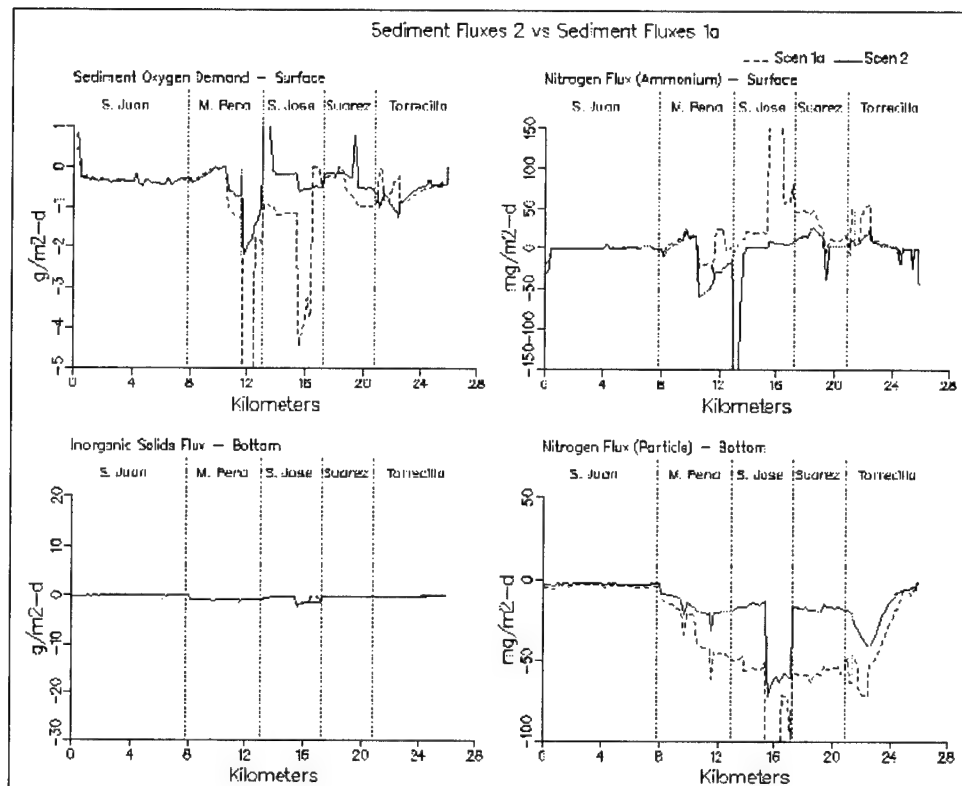 Sediment Fluxes 2 vs Sediment Fluxes 1a
Scen 1a Scen 2
Sediment Oxygen Demand – Surface
S. Juan M. Pena S. Jose Suarez Torrecilla
1
0
-1
-2
-3
-4
-5
g/m2-d
0 4 8 12 16 20 24 28
Kilometers
Nitrogen Flux (Ammonium) – Surface
S. Juan M. Pena S. Jose Suarez Torrecilla
150
100
50
0
-50
-100
-150
mg/m2-d
0 4 8 12 16 20 24 28
Kilometers
Inorganic Solids Flux – Bottom
S. Juan M. Pena S. Jose Suarez Torrecilla
20
10
0
-10
-20
-30
g/m2-d
0 4 8 12 16 20 24 28
Kilometers
Nitrogen Flux (Particle) – Bottom
S. Juan M. Pena S. Jose Suarez Torrecilla
50
0
-50
-100
mg/m2-d
0 4 8 12 16 20 24 28
Kilometers